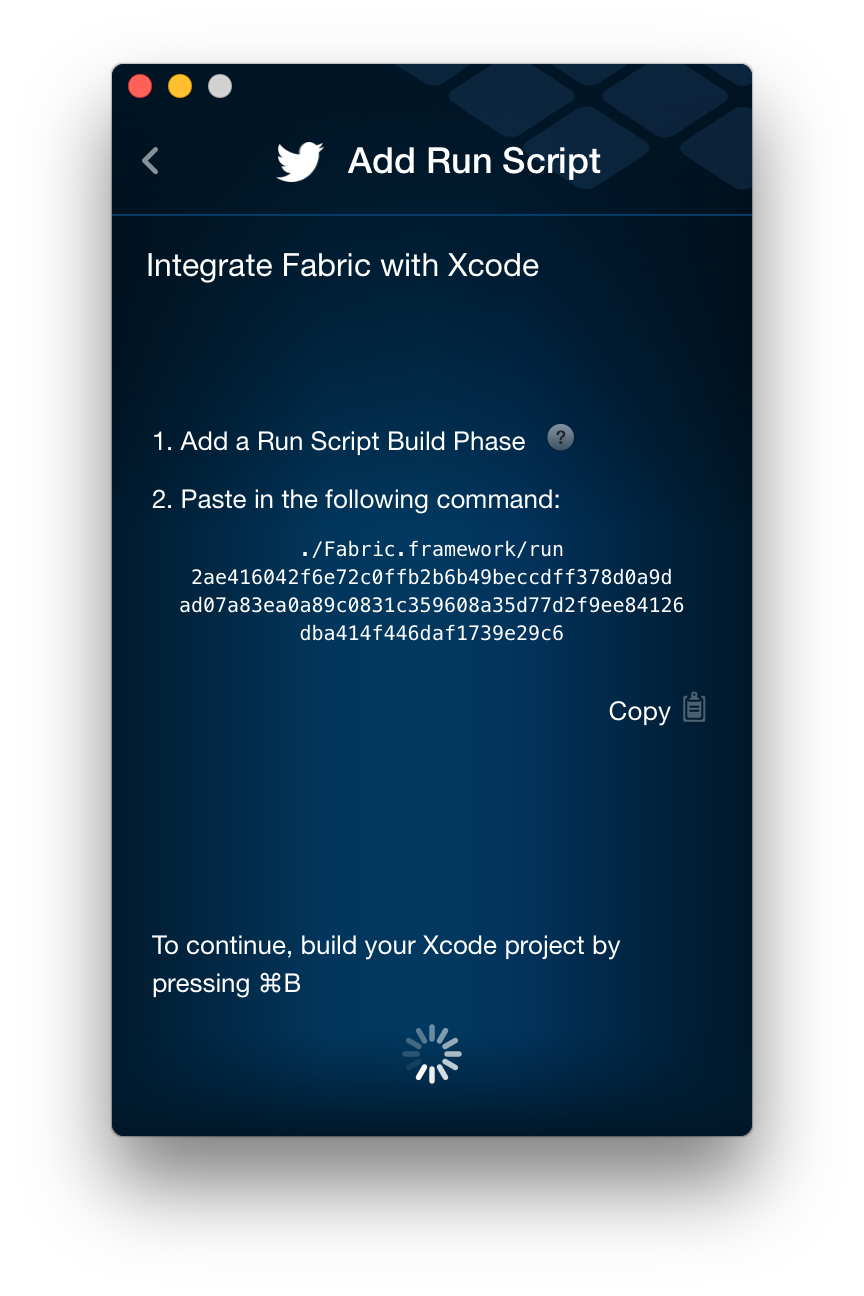 Add Run Script
Integrate Fabric with Xcode
1. Add a Run Script Build Phase ?
2. Paste in the following command:
./Fabric.framework/run
2ae416042f6e72c0ffb2b6b49beccdff378d0a9d
ad07a83ea0a89c0831c359608a35d77d2f9ee84126
dba414f446daf1739e29c6
Copy
To continue, build your Xcode project by
pressing ⌘B